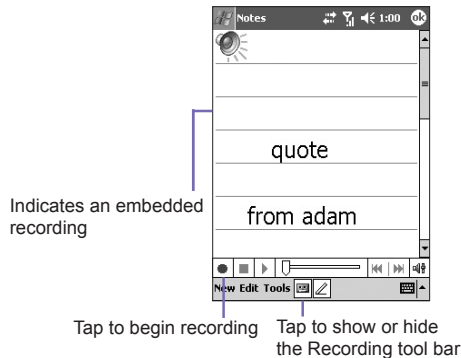 Notes 1:00 ok
quote
from adam
Indicates an embedded
recording
New Edit Tools
Tap to begin recording
Tap to show or hide
the Recording tool bar